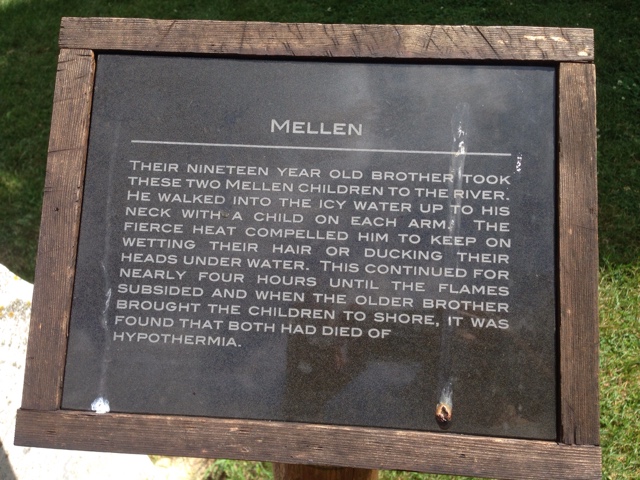 MELLEN
THEIR NINETEEN YEAR OLD BROTHER TOOK
THESE TWO MELLEN CHILDREN TO THE RIVER.
HE WALKED INTO THE ICY WATER UP TO HIS
NECK WITH A CHILD ON EACH ARM. THE
FIERCE HEAT COMPELLED HIM TO KEEP ON
WETTING THEIR HAIR OR DUCKING THEIR
HEADS UNDER WATER. THIS CONTINUED FOR
NEARLY FOUR HOURS UNTIL THE FLAMES
SUBSIDED AND WHEN THE OLDER BROTHER
BROUGHT THE CHILDREN TO SHORE, IT WAS
FOUND THAT BOTH HAD DIED OF
HYPOTHERMIA.